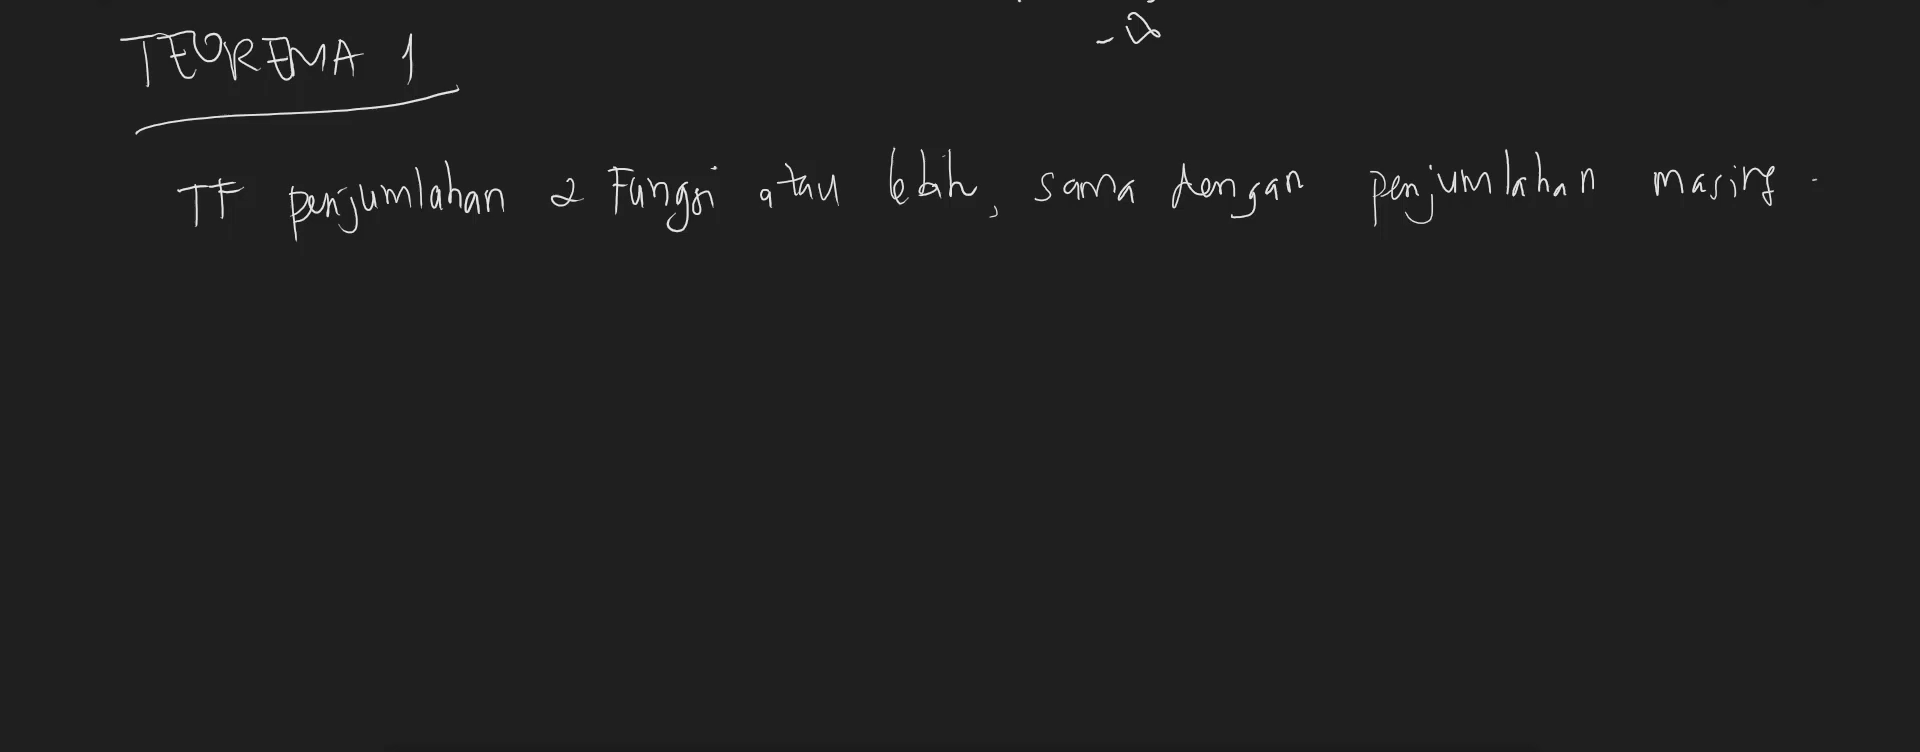 -∞
TEOREMA 1
TF penjumlahan 2 Fungsi atau lebih, sama dengan penjumlahan masing -